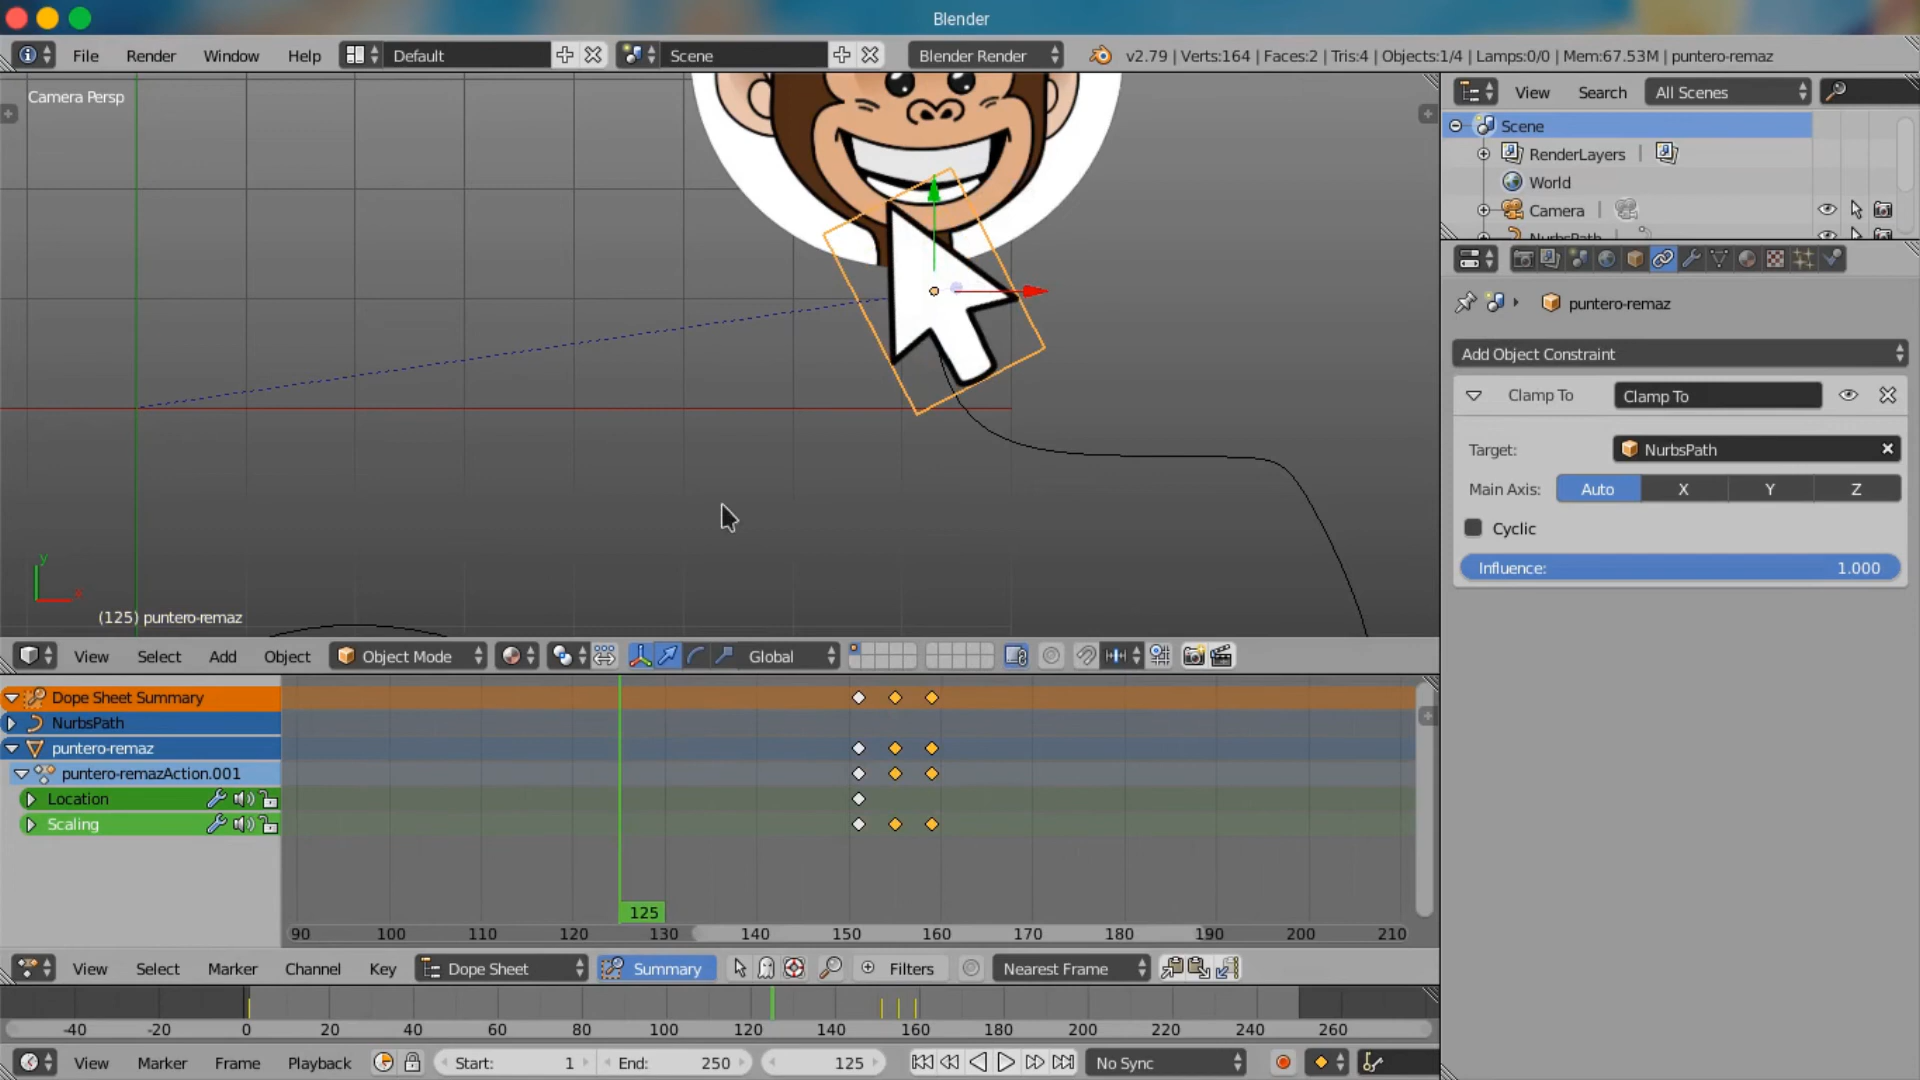 Blender
File Render Window Help Default Scene Blender Render v2.79 | Verts:164 | Faces:2 | Tris:4 | Objects:1/4 | Lamps:0/0 | Mem:67.53M | puntero-remaz
Camera Persp
View Search All Scenes
Scene
RenderLayers
World
Camera
NurbsPath
puntero-remaz
Add Object Constraint
Clamp To Clamp To
Target: NurbsPath
Main Axis: Auto X Y Z
Cyclic
Influence: 1.000
y
(125) puntero-remaz
View Select Add Object Object Mode Global
Dope Sheet Summary
NurbsPath
puntero-remaz
puntero-remazAction.001
Location
Scaling
125
90 100 110 120 130 140 150 160 170 180 190 200 210
View Select Marker Channel Key Dope Sheet Summary Filters Nearest Frame
-40 -20 0 20 40 60 80 100 120 140 160 180 200 220 240 260
View Marker Frame Playback Start: 1 End: 250 125 No Sync